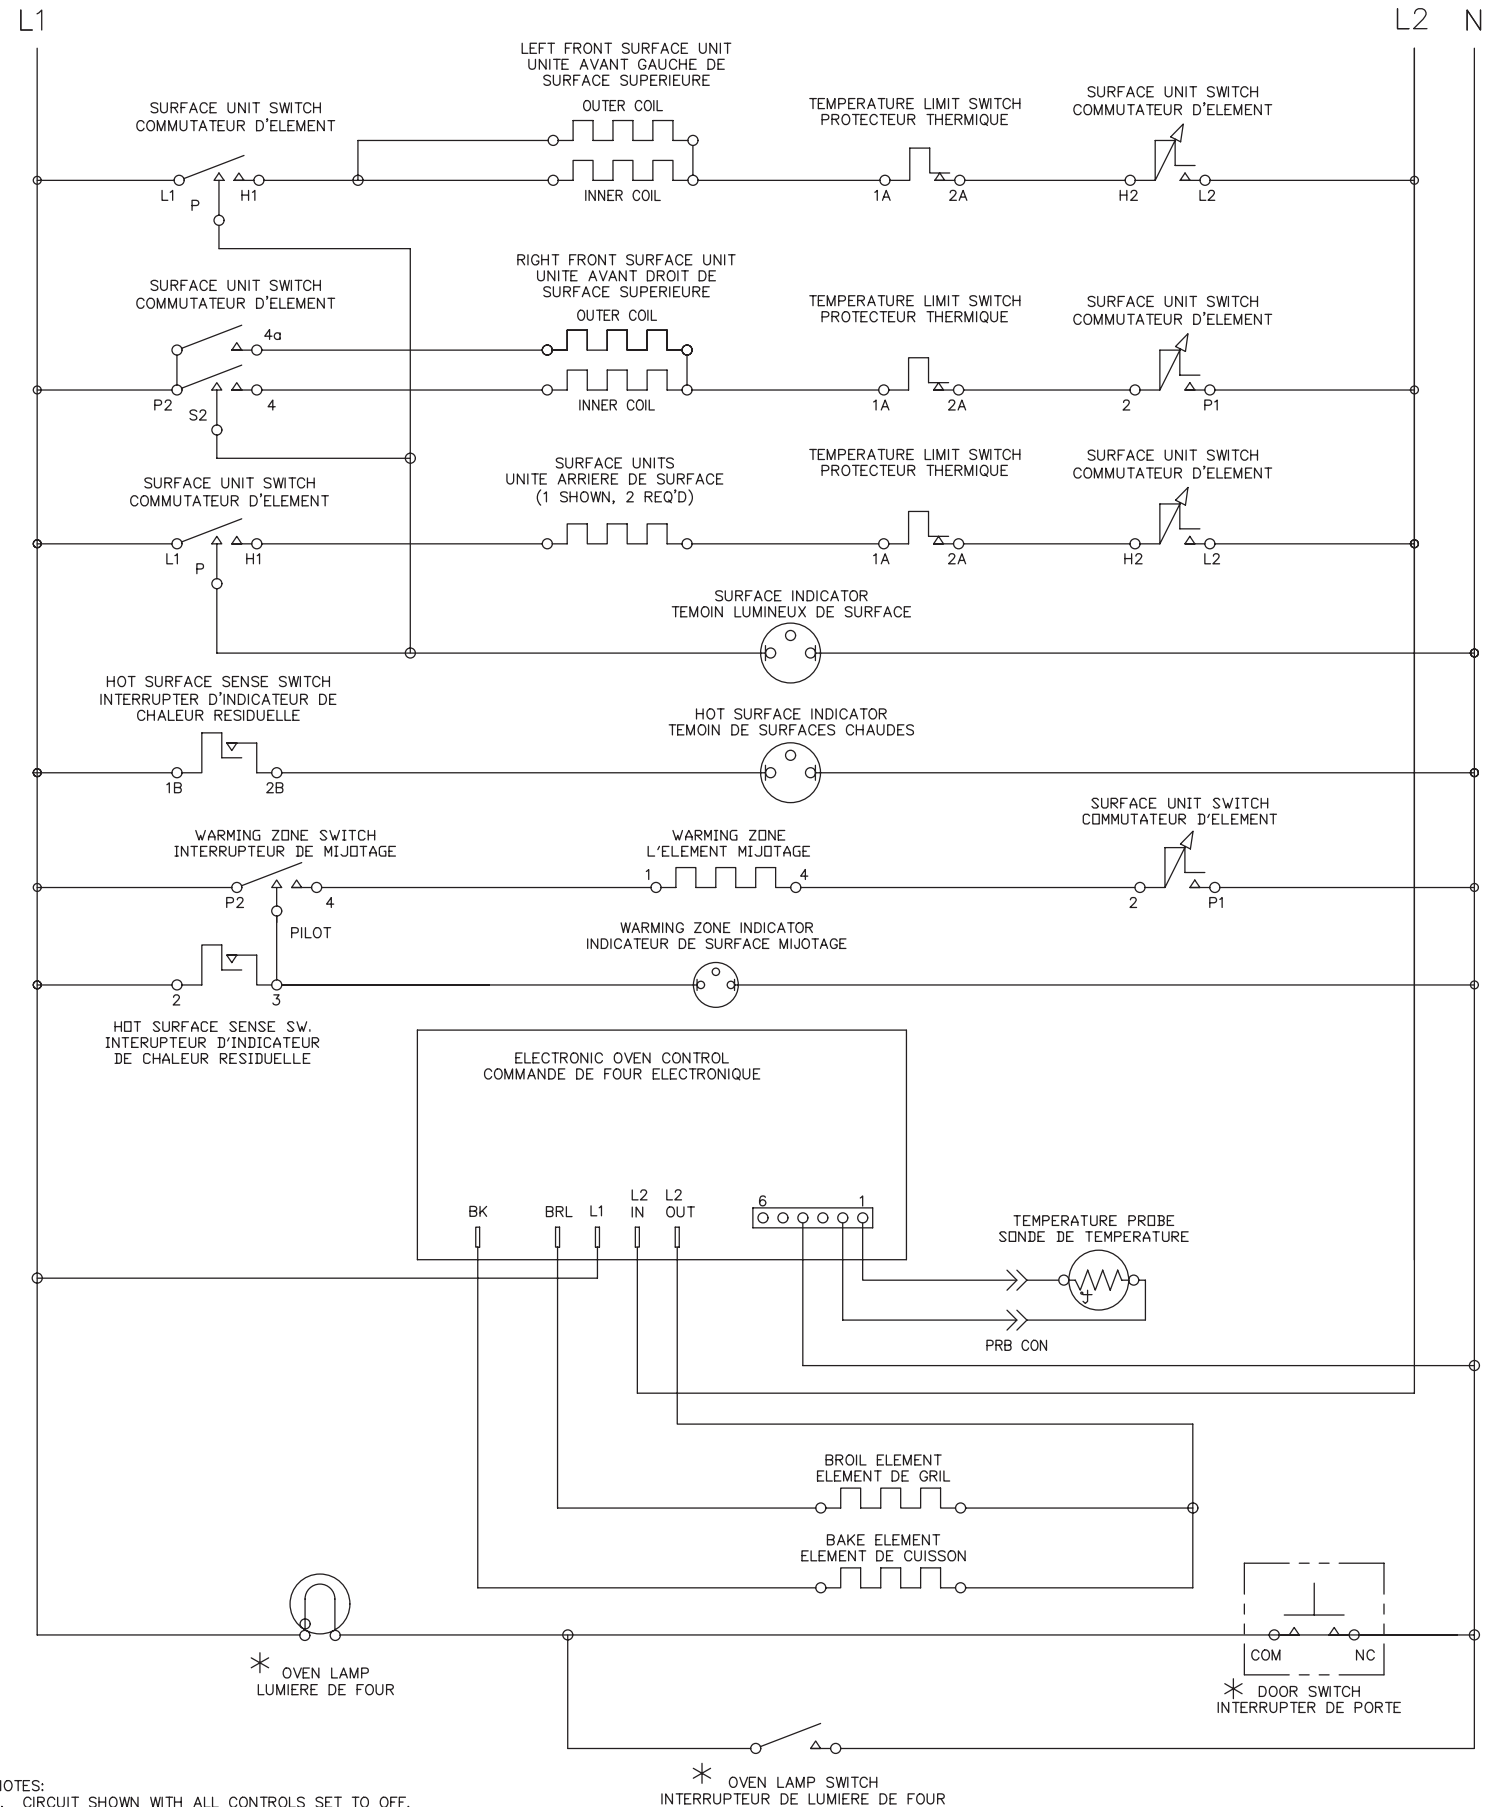 L1
L2
N
LEFT FRONT SURFACE UNIT
UNITE AVANT GAUCHE DE
SURFACE SUPERIEURE
SURFACE UNIT SWITCH
COMMUTATEUR D'ELEMENT
OUTER COIL
TEMPERATURE LIMIT SWITCH
PROTECTEUR THERMIQUE
SURFACE UNIT SWITCH
COMMUTATEUR D'ELEMENT
L1
P
H1
INNER COIL
1A
2A
H2
L2
RIGHT FRONT SURFACE UNIT
UNITE AVANT DROIT DE
SURFACE SUPERIEURE
SURFACE UNIT SWITCH
COMMUTATEUR D'ELEMENT
OUTER COIL
TEMPERATURE LIMIT SWITCH
PROTECTEUR THERMIQUE
SURFACE UNIT SWITCH
COMMUTATEUR D'ELEMENT
4a
P2
S2
4
INNER COIL
1A
2A
2
P1
SURFACE UNIT SWITCH
COMMUTATEUR D'ELEMENT
SURFACE UNITS
UNITE ARRIERE DE SURFACE
(1 SHOWN, 2 REQ'D)
TEMPERATURE LIMIT SWITCH
PROTECTEUR THERMIQUE
SURFACE UNIT SWITCH
COMMUTATEUR D'ELEMENT
L1
P
H1
1A
2A
H2
L2
SURFACE INDICATOR
TEMOIN LUMINEUX DE SURFACE
HOT SURFACE SENSE SWITCH
INTERRUPTER D'INDICATEUR DE
CHALEUR RESIDUELLE
HOT SURFACE INDICATOR
TEMOIN DE SURFACES CHAUDES
1B
2B
WARMING ZONE SWITCH
INTERRUPTEUR DE MIJOTAGE
WARMING ZONE
L'ELEMENT MIJOTAGE
SURFACE UNIT SWITCH
COMMUTATEUR D'ELEMENT
P2
4
1
4
2
P1
PILOT
WARMING ZONE INDICATOR
INDICATEUR DE SURFACE MIJOTAGE
2
3
HOT SURFACE SENSE SW.
INTERUPTEUR D'INDICATEUR
DE CHALEUR RESIDUELLE
ELECTRONIC OVEN CONTROL
COMMANDE DE FOUR ELECTRONIQUE
BK
BRL
L1
L2
IN
L2
OUT
6
1
TEMPERATURE PROBE
SONDE DE TEMPERATURE
PRB CON
BROIL ELEMENT
ELEMENT DE GRIL
BAKE ELEMENT
ELEMENT DE CUISSON
COM
NC
* OVEN LAMP
LUMIERE DE FOUR
* DOOR SWITCH
INTERRUPTER DE PORTE
* OVEN LAMP SWITCH
INTERRUPTEUR DE LUMIERE DE FOUR
OTES:
. CIRCUIT SHOWN WITH ALL CONTROLS SET TO OFF.